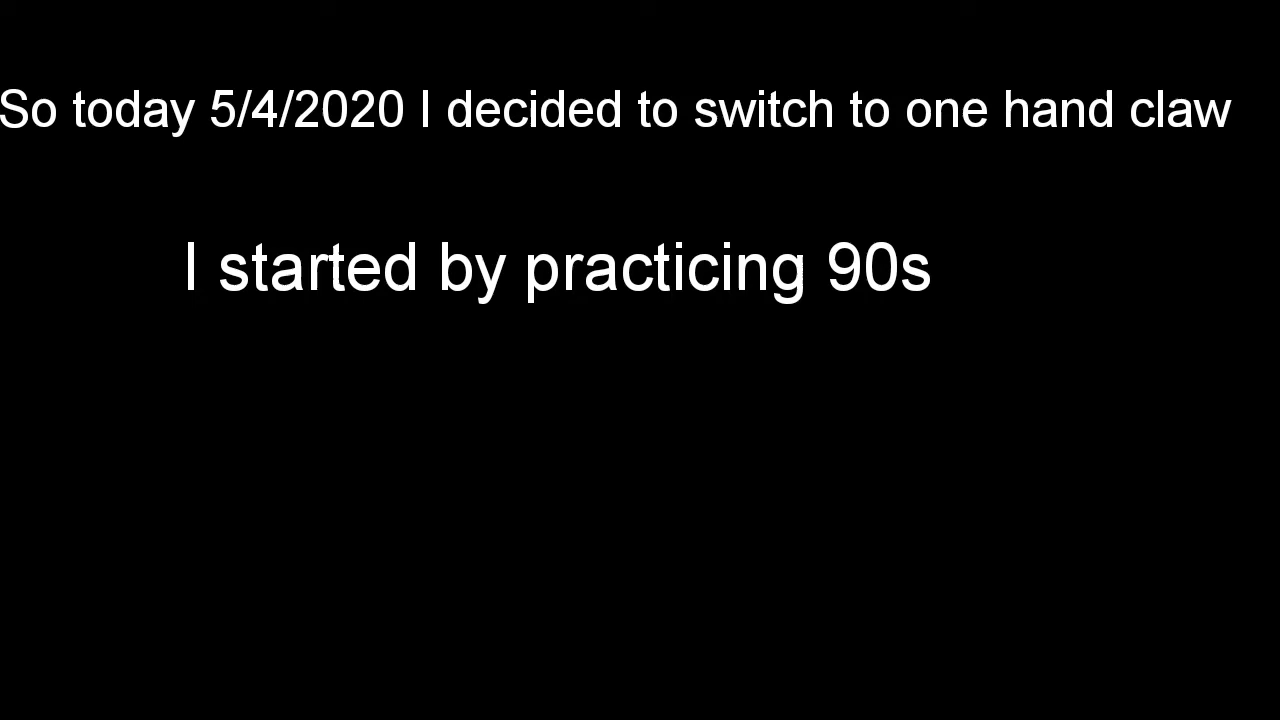 So today 5/4/2020 I decided to switch to one hand claw
I started by practicing 90s